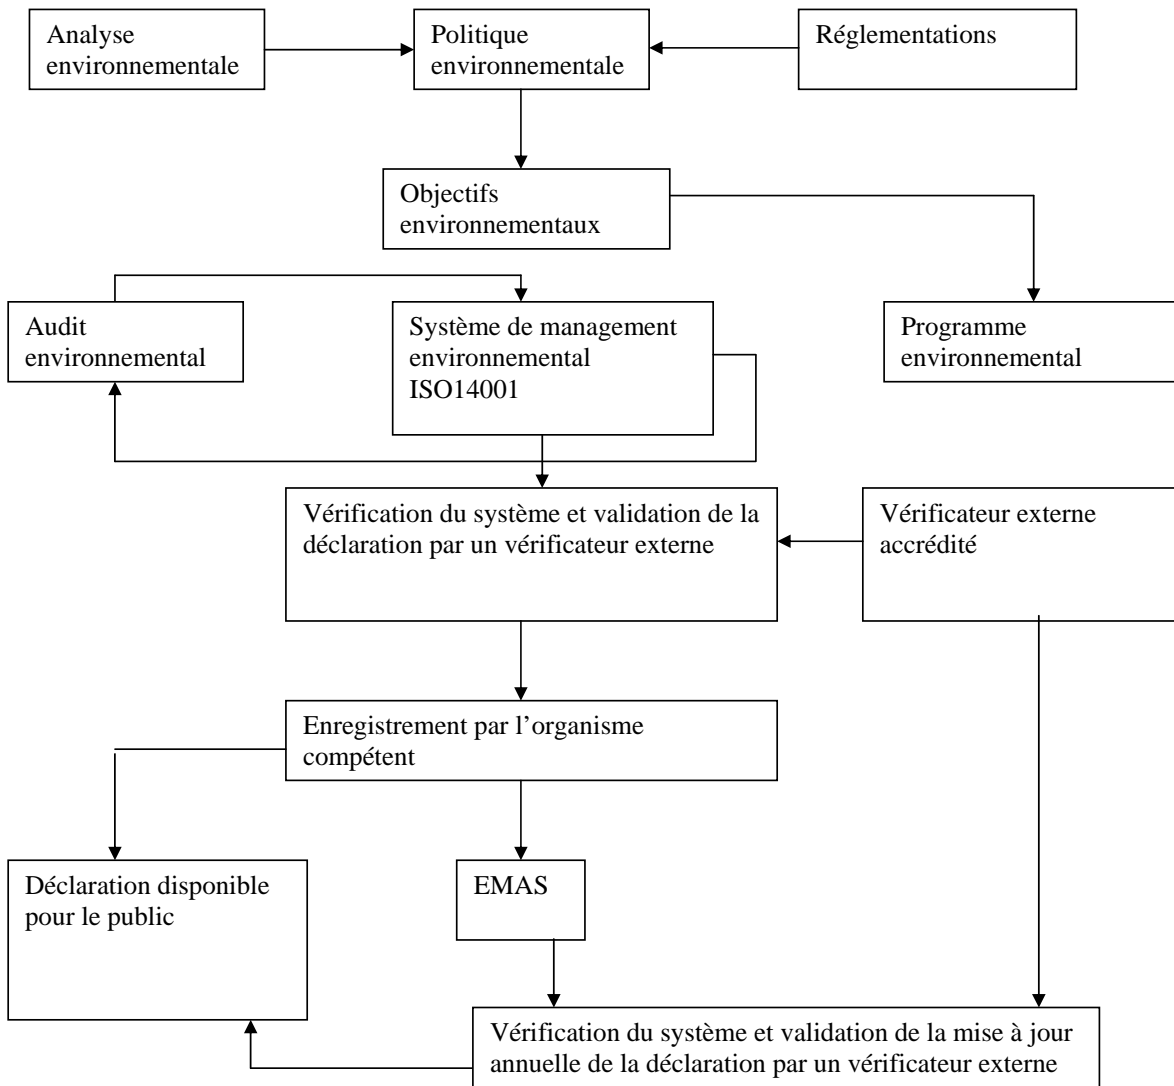 Analyse
environnementale
Politique
environnementale
Réglementations
Objectifs
environnementaux
Audit
environnemental
Système de management
environnemental
ISO14001
Programme
environnemental
Vérification du système et validation de la
déclaration par un vérificateur externe
Vérificateur externe
accrédité
Enregistrement par l’organisme
compétent
Déclaration disponible
pour le public
EMAS
Vérification du système et validation de la mise à jour
annuelle de la déclaration par un vérificateur externe